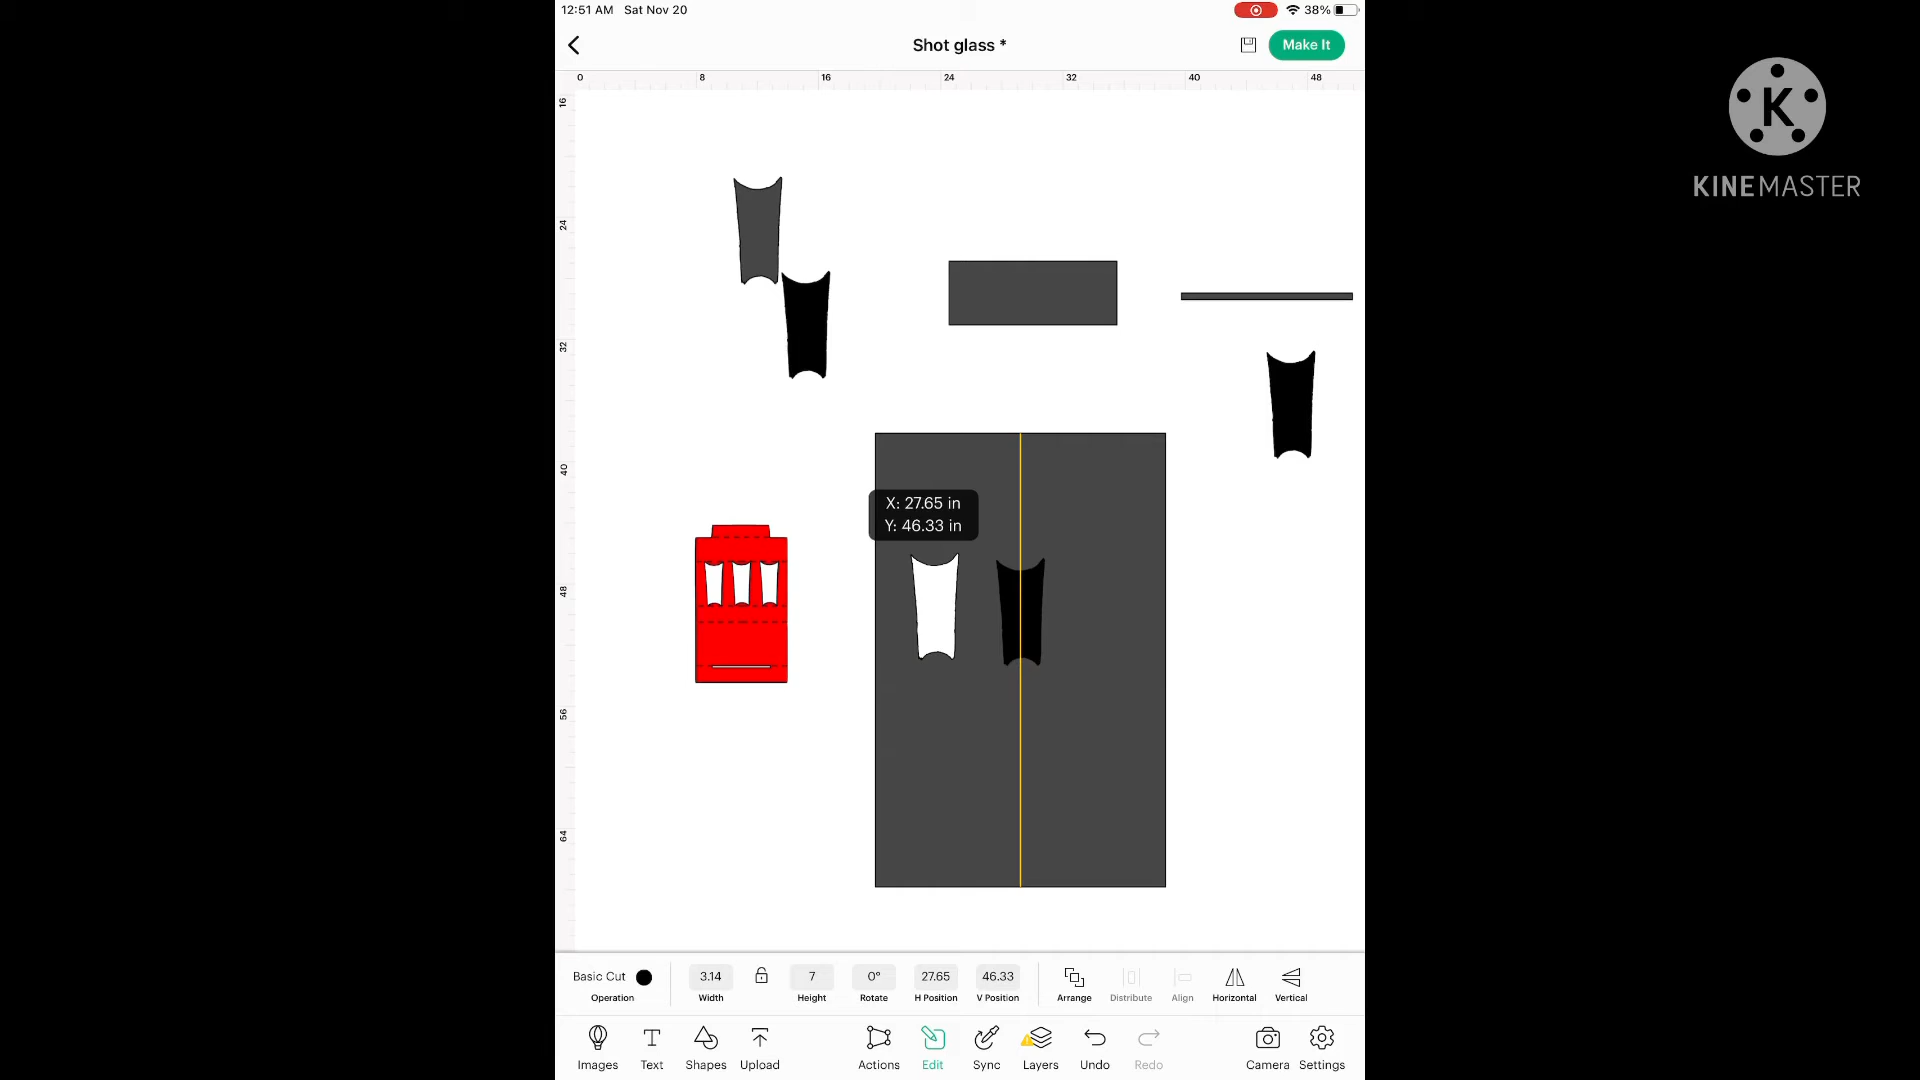 12:51 AM Sat Nov 20
38%
Shot glass *
Make It
K
KINEMASTER
0 8 16 24 32 40 48
16
24
32
40
48
56
64
X: 27.65 in
Y: 46.33 in
Basic Cut
Operation
3.14
Width
7
Height
0°
Rotate
27.65
H Position
46.33
V Position
Arrange
Distribute
Align
Horizontal
Vertical
Images
Text
Shapes
Upload
Actions
Edit
Sync
Layers
Undo
Redo
Camera
Settings